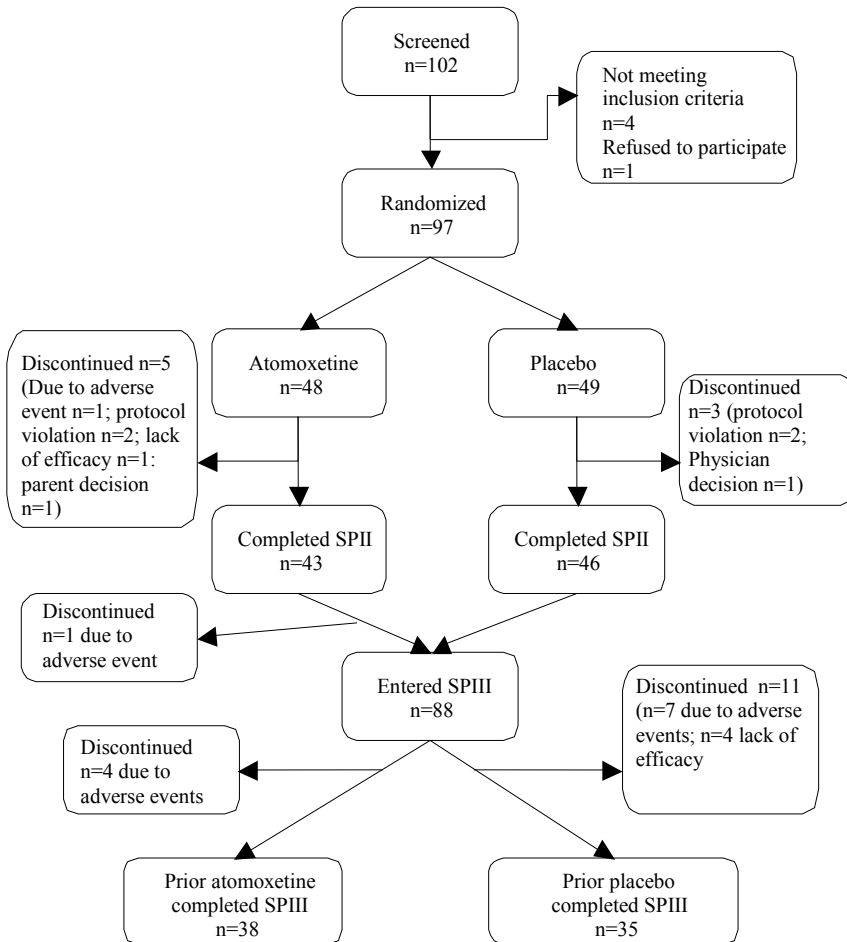 Screened
n=102
Not meeting
inclusion criteria
n=4
Refused to participate
n=1
Randomized
n=97
Discontinued n=5
(Due to adverse
event n=1; protocol
violation n=2; lack
of efficacy n=1:
parent decision
n=1)
Atomoxetine
n=48
Placebo
n=49
Discontinued
n=3 (protocol
violation n=2;
Physician
decision n=1)
Completed SPII
n=43
Completed SPII
n=46
Discontinued
n=1 due to
adverse event
Entered SPIII
n=88
Discontinued n=11
(n=7 due to adverse
events; n=4 lack of
efficacy
Discontinued
n=4 due to
adverse events
Prior atomoxetine
completed SPIII
n=38
Prior placebo
completed SPIII
n=35